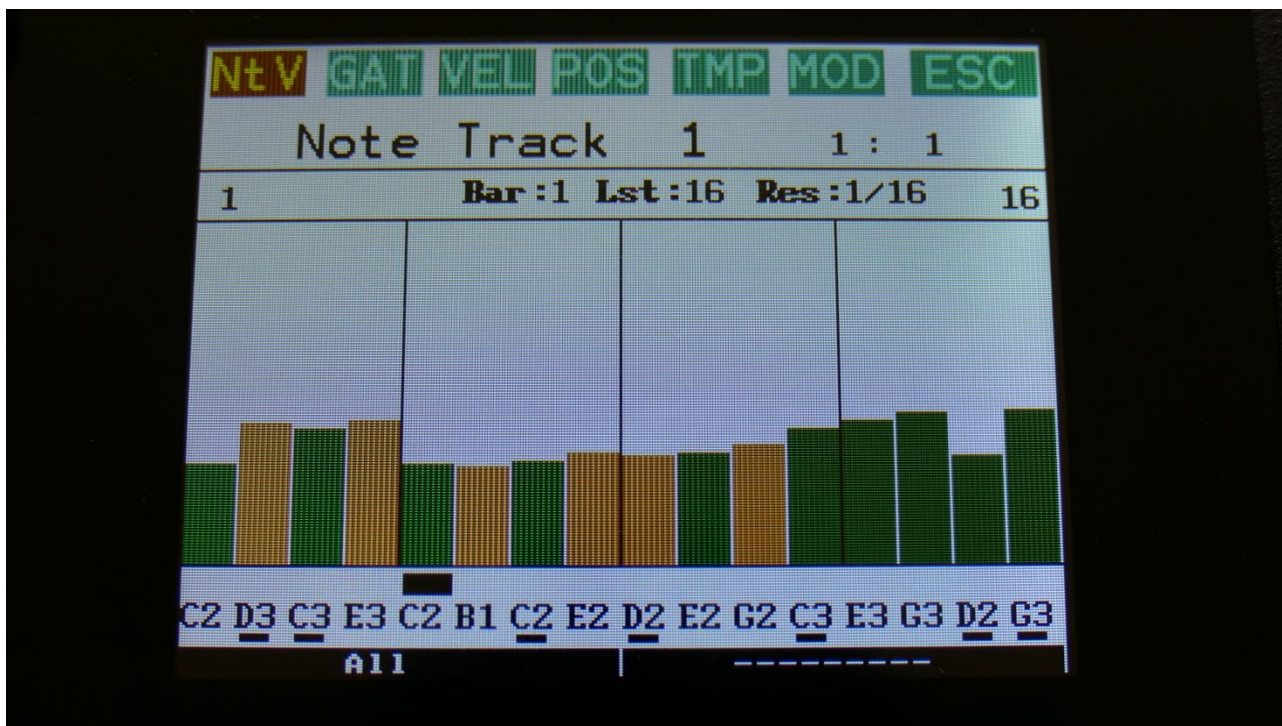 NtV GAT VEL POS TMP MOD ESC
Note Track 1 1: 1
1 Bar:1 Lst:16 Res:1/16 16
C2 D3 C3 E3 C2 B1 C2 E2 D2 E2 G2 C3 E3 G3 D2 G3
All ---------